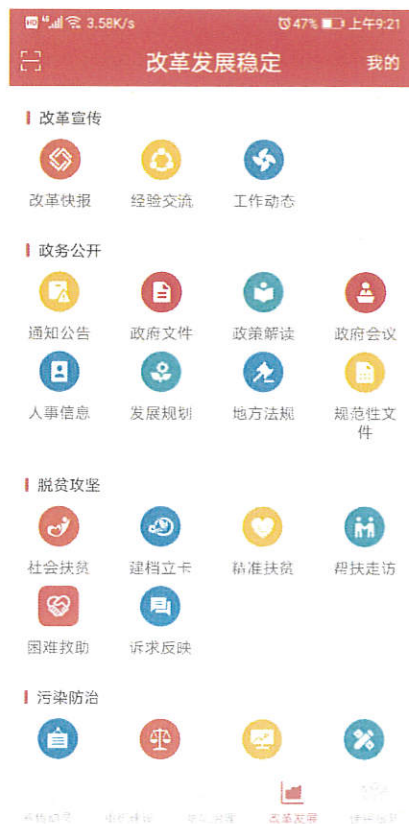 HD 4G 3.58K/s 47% 上午9:21
改革发展稳定 我的
改革宣传
改革快报 经验交流 工作动态
政务公开
通知公告 政府文件 政策解读 政府会议
人事信息 发展规划 地方法规 规范性文
件
脱贫攻坚
社会扶贫 建档立卡 精准扶贫 帮扶走访
困难救助 诉求反映
污染防治
改革发展